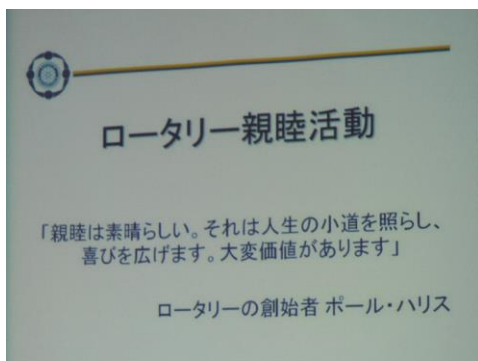 ロータリー親睦活動
「親睦は素晴らしい。それは人生の小道を照らし、
喜びを広げます。大変価値があります」
ロータリーの創始者 ポール・ハリス